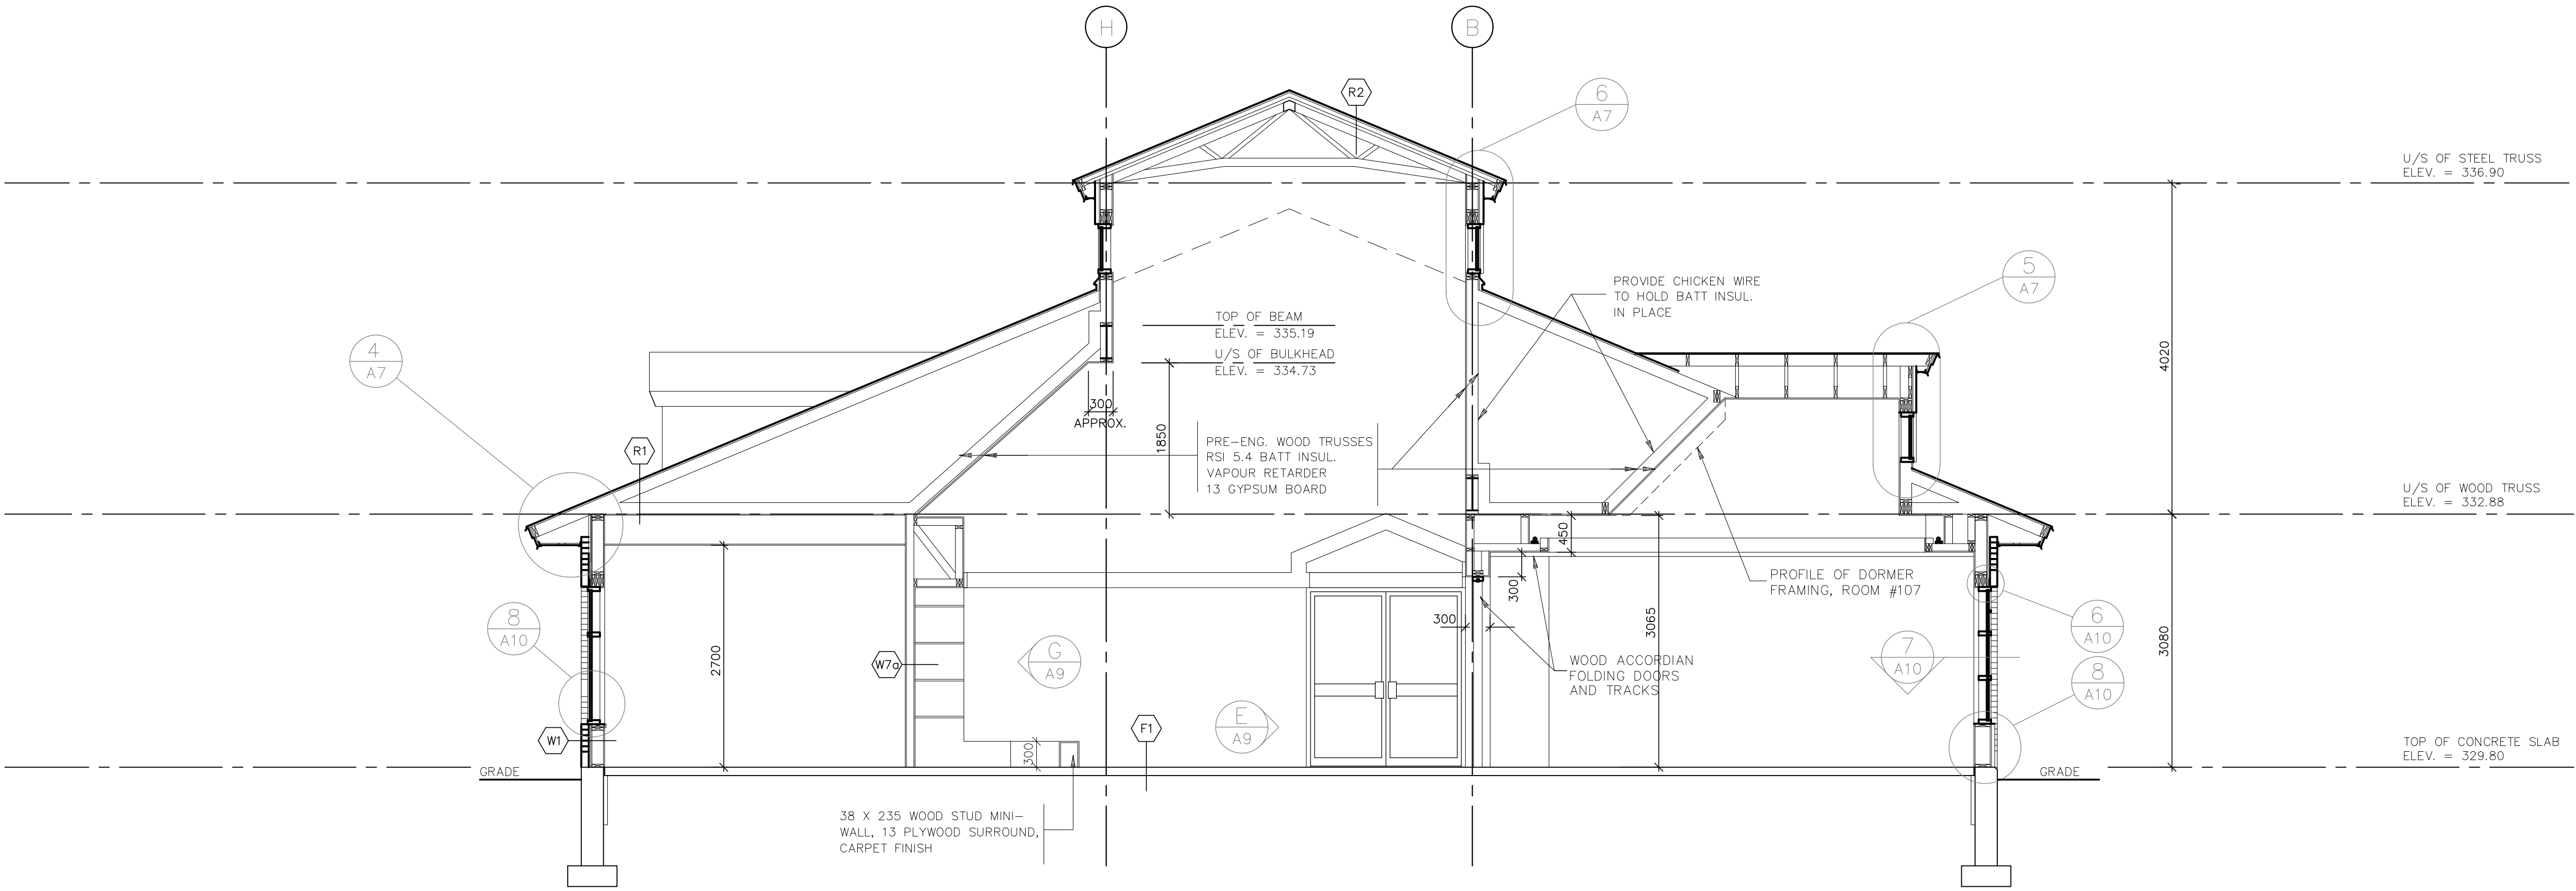 H
B
R2
6
A7
U/S OF STEEL TRUSS
ELEV. = 336.90
5
A7
PROVIDE CHICKEN WIRE
TO HOLD BATT INSUL.
IN PLACE
TOP OF BEAM
ELEV. = 335.19
U/S OF BULKHEAD
ELEV. = 334.73
4
A7
4020
300
APPROX.
1850
R1
PRE-ENG. WOOD TRUSSES
RSI 5.4 BATT INSUL.
VAPOUR RETARDER
13 GYPSUM BOARD
U/S OF WOOD TRUSS
ELEV. = 332.88
450
300
PROFILE OF DORMER
FRAMING, ROOM #107
8
A10
6
A10
300
3065
3080
2700
W7a
G
A9
WOOD ACCORDIAN
FOLDING DOORS
AND TRACKS
7
A10
8
A10
E
A9
F1
W1
300
TOP OF CONCRETE SLAB
ELEV. = 329.80
GRADE
GRADE
38 X 235 WOOD STUD MINI-
WALL, 13 PLYWOOD SURROUND,
CARPET FINISH